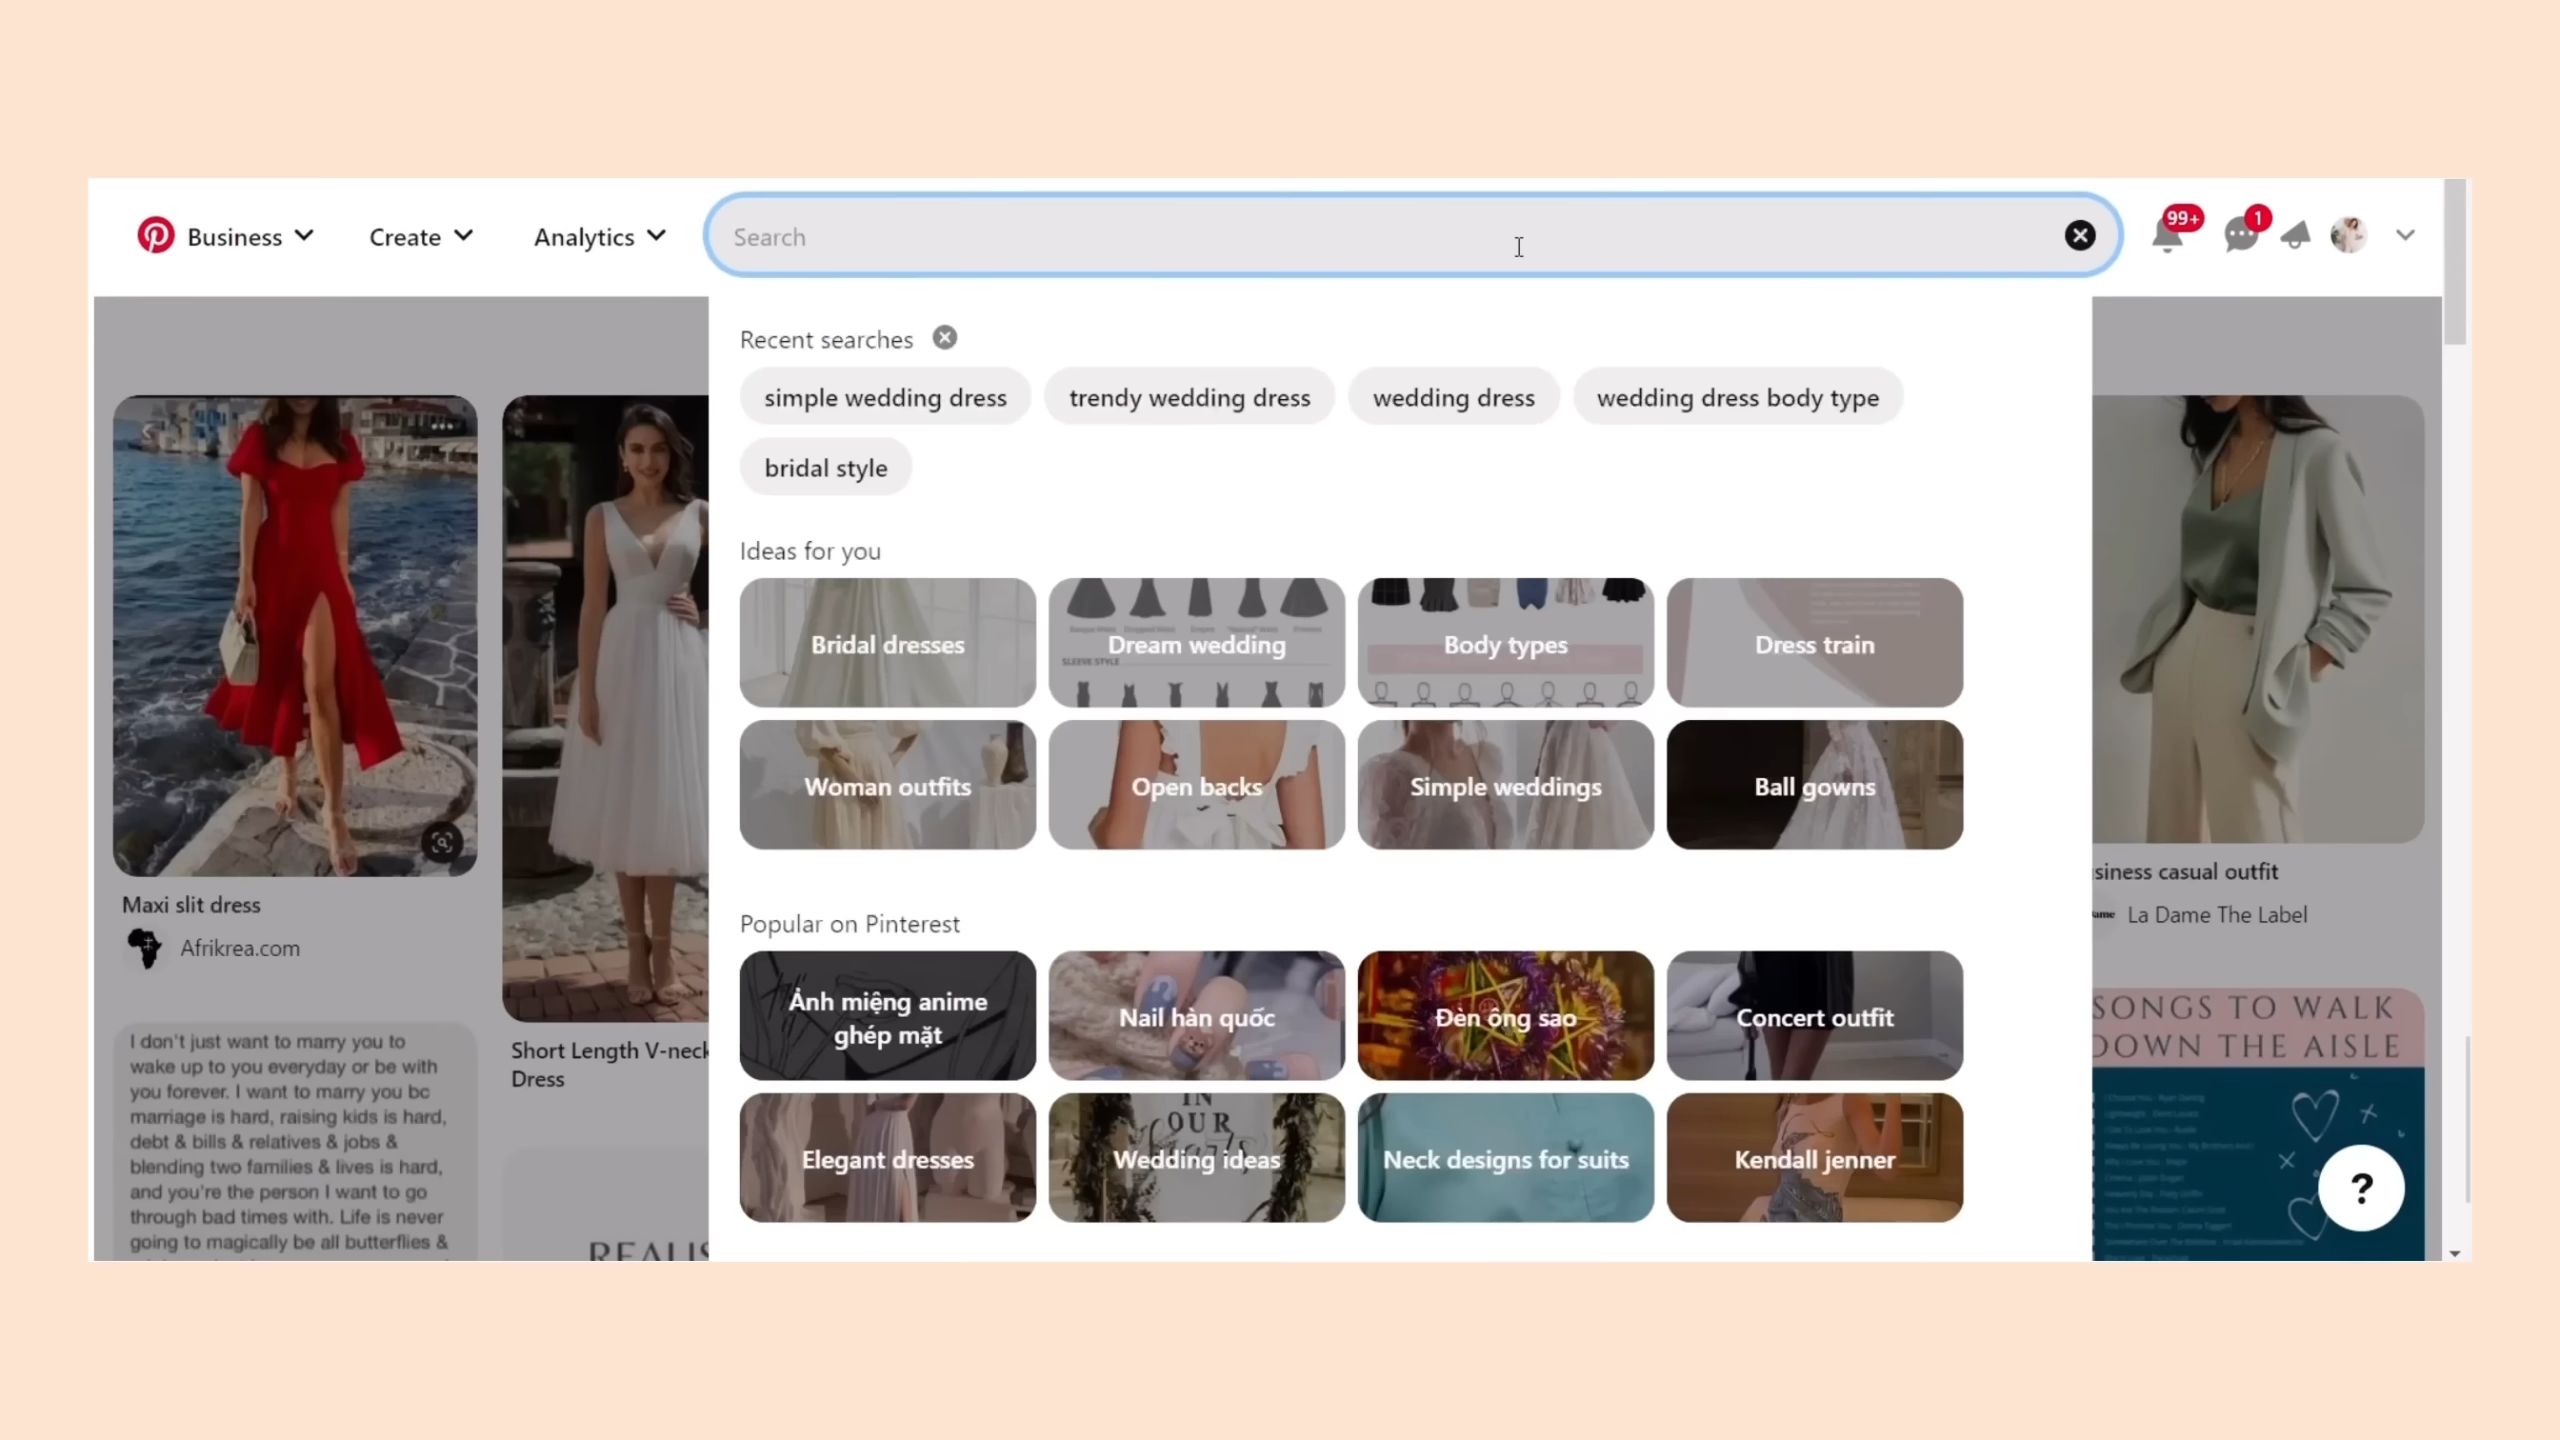 Business
Create
Analytics
Search
99+
1
Recent searches
simple wedding dress
trendy wedding dress
wedding dress
wedding dress body type
bridal style
Ideas for you
Bridal dresses
Dream wedding
SLEEVE STYLE
Body types
Dress train
Woman outfits
Open backs
Simple weddings
Ball gowns
Popular on Pinterest
Ảnh miệng anime
ghép mặt
Nail hàn quốc
Đèn ông sao
Concert outfit
Elegant dresses
IN
OUR
Wedding ideas
Neck designs for suits
Kendall jenner
Maxi slit dress
Afrikrea.com
I don't just want to marry you to
wake up to you everyday or be with
you forever. I want to marry you bc
marriage is hard, raising kids is hard,
debt & bills & relatives & jobs &
blending two families & lives is hard,
and you're the person I want to go
through bad times with. Life is never
going to magically be all butterflies &
Short Length V-neck
Dress
REALIS
siness casual outfit
La Dame The Label
SONGS TO WALK
DOWN THE AISLE
?